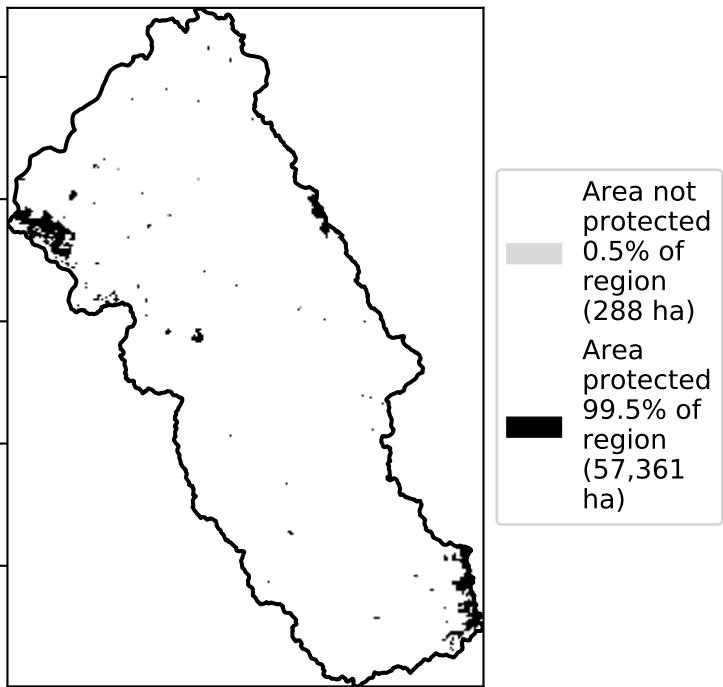 Area not
protected
0.5% of
region
(288 ha)
Area
protected
99.5% of
region
(57,361
ha)